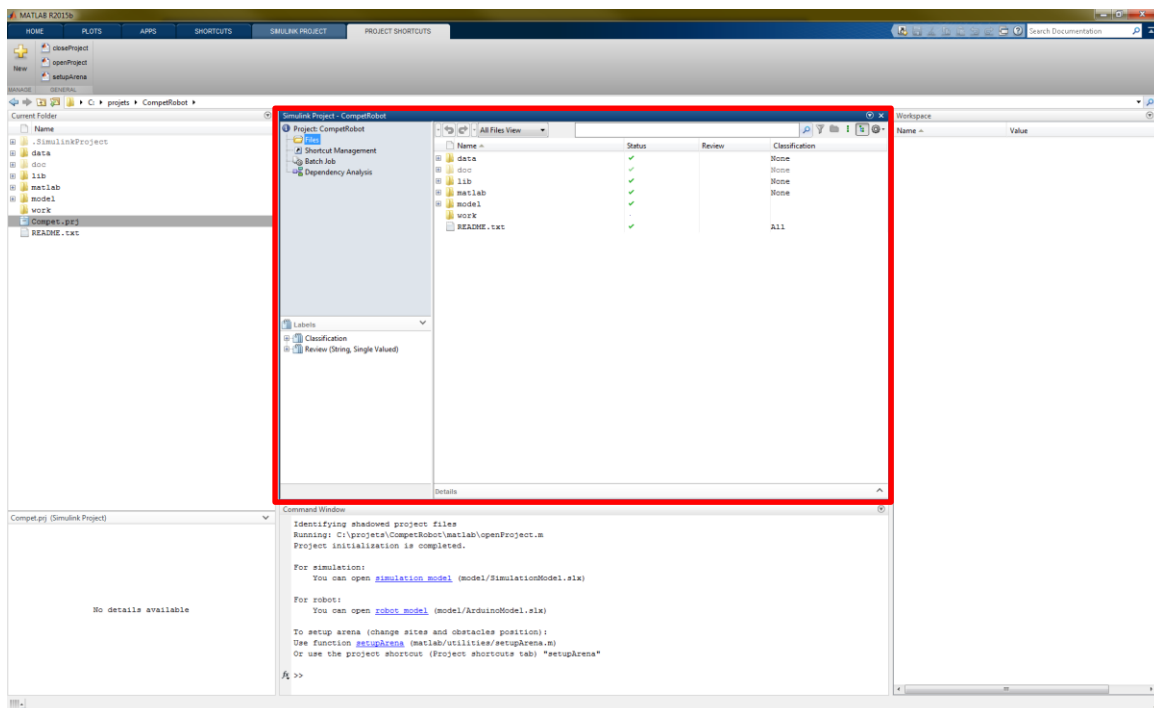 MATLAB R2015b
HOME PLOTS APPS SHORTCUTS SIMULINK PROJECT PROJECT SHORTCUTS
Search Documentation
New
closeProject
openProject
setupArena
MANAGE GENERAL
C: ▸ projets ▸ CompetRobot ▸
Current Folder
Name
.SimulinkProject
data
doc
lib
matlab
model
work
Compet.prj
README.txt
Compet.prj (Simulink Project)
No details available
Simulink Project - CompetRobot
Project: CompetRobot
Files
Shortcut Management
Batch Job
Dependency Analysis
Labels
Classification
Review (String, Single Valued)
All Files View
Name Status Review Classification
data None
doc None
lib None
matlab None
model
work
README.txt All
Details
Command Window
Identifying shadowed project files
Running: C:\projets\CompetRobot\matlab\openProject.m
Project initialization is completed.
For simulation:
You can open simulation model (model/SimulationModel.slx)
For robot:
You can open robot model (model/ArduinoModel.slx)
To setup arena (change sites and obstacles position):
Use function setupArena (matlab/utilities/setupArena.m)
Or use the project shortcut (Project shortcuts tab) "setupArena"
fx >>
Workspace
Name Value